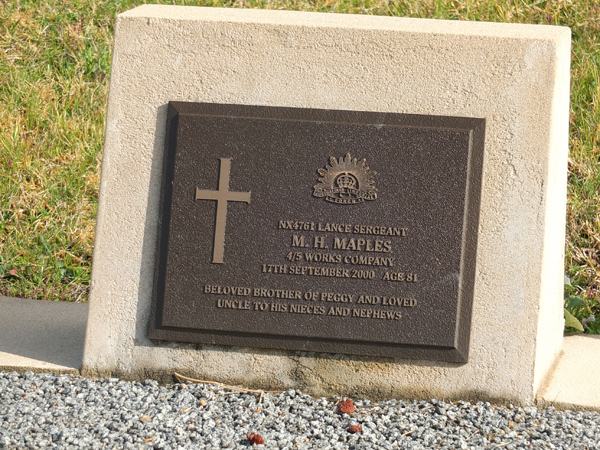 NX4761 LANCE SERGEANT
M. H. MAPLES
4/5 WORKS COMPANY
17TH SEPTEMBER 2000 AGE 81
BELOVED BROTHER OF PEGGY AND LOVED
UNCLE TO HIS NIECES AND NEPHEWS